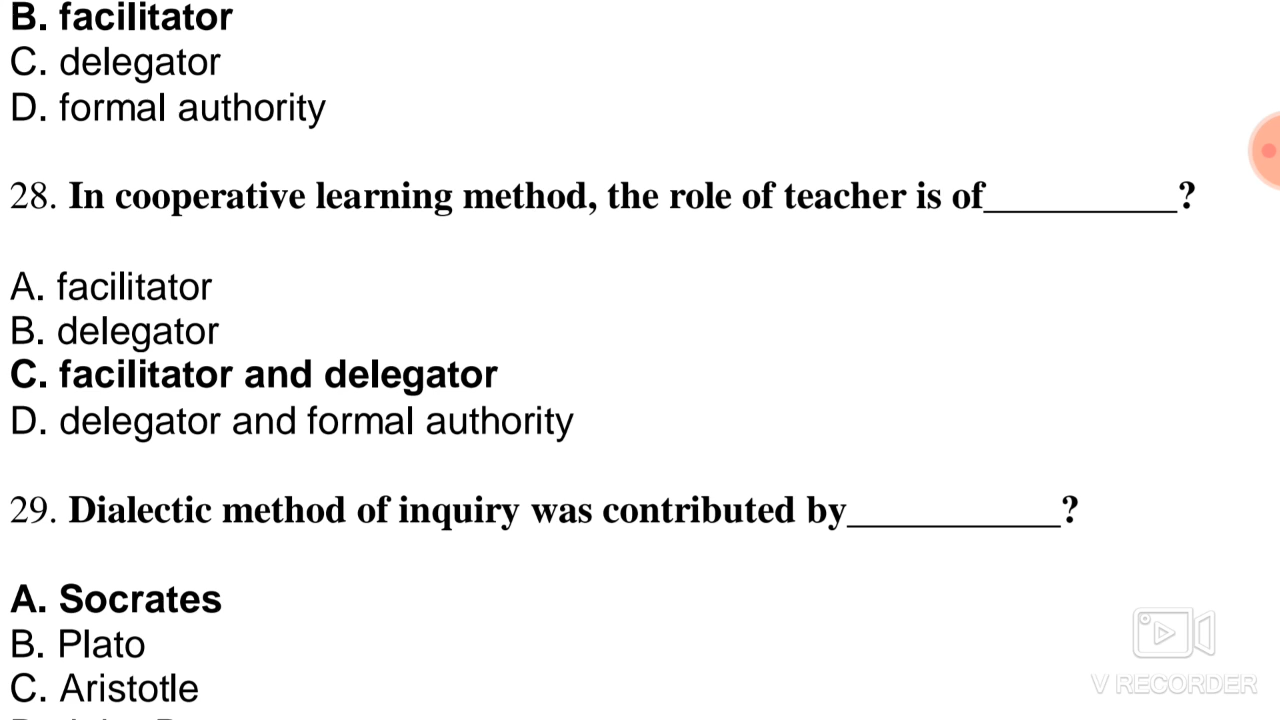 B. facilitator
C. delegator
D. formal authority
28. In cooperative learning method, the role of teacher is of__________?
A. facilitator
B. delegator
C. facilitator and delegator
D. delegator and formal authority
29. Dialectic method of inquiry was contributed by___________?
A. Socrates
B. Plato
C. Aristotle
V RECORDER